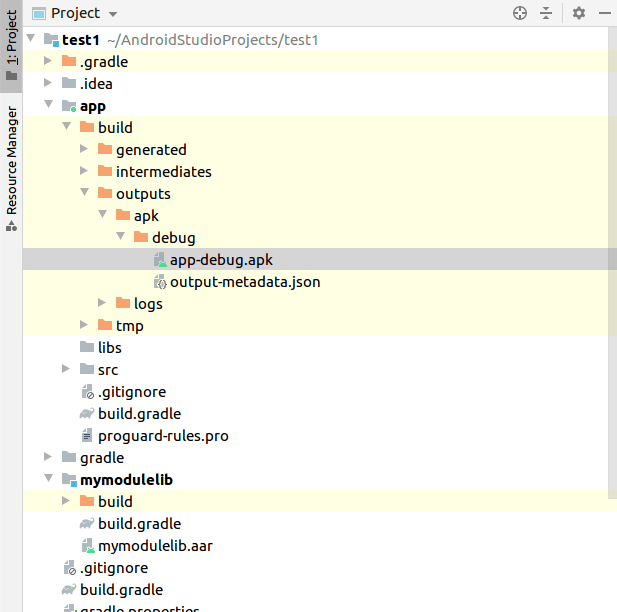 Project
1: Project
Resource Manager
test1 ~/AndroidStudioProjects/test1
.gradle
.idea
app
build
generated
intermediates
outputs
apk
debug
app-debug.apk
output-metadata.json
logs
tmp
libs
src
.gitignore
build.gradle
proguard-rules.pro
gradle
mymodulelib
build
build.gradle
mymodulelib.aar
.gitignore
build.gradle
gradle.properties